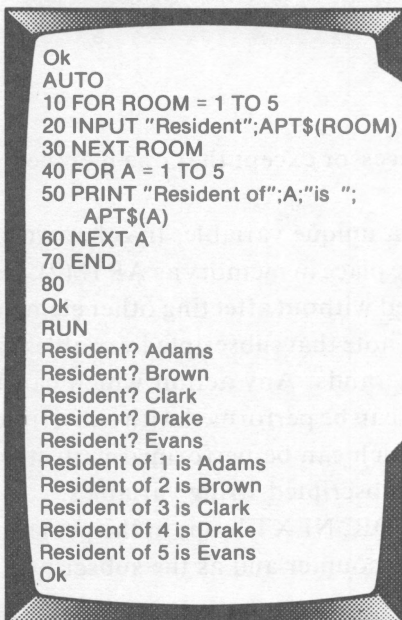 Ok
AUTO
10 FOR ROOM = 1 TO 5
20 INPUT "Resident";APT$(ROOM)
30 NEXT ROOM
40 FOR A = 1 TO 5
50 PRINT "Resident of";A;"is  ";
APT$(A)
60 NEXT A
70 END
80
Ok
RUN
Resident? Adams
Resident? Brown
Resident? Clark
Resident? Drake
Resident? Evans
Resident of 1 is Adams
Resident of 2 is Brown
Resident of 3 is Clark
Resident of 4 is Drake
Resident of 5 is Evans
Ok